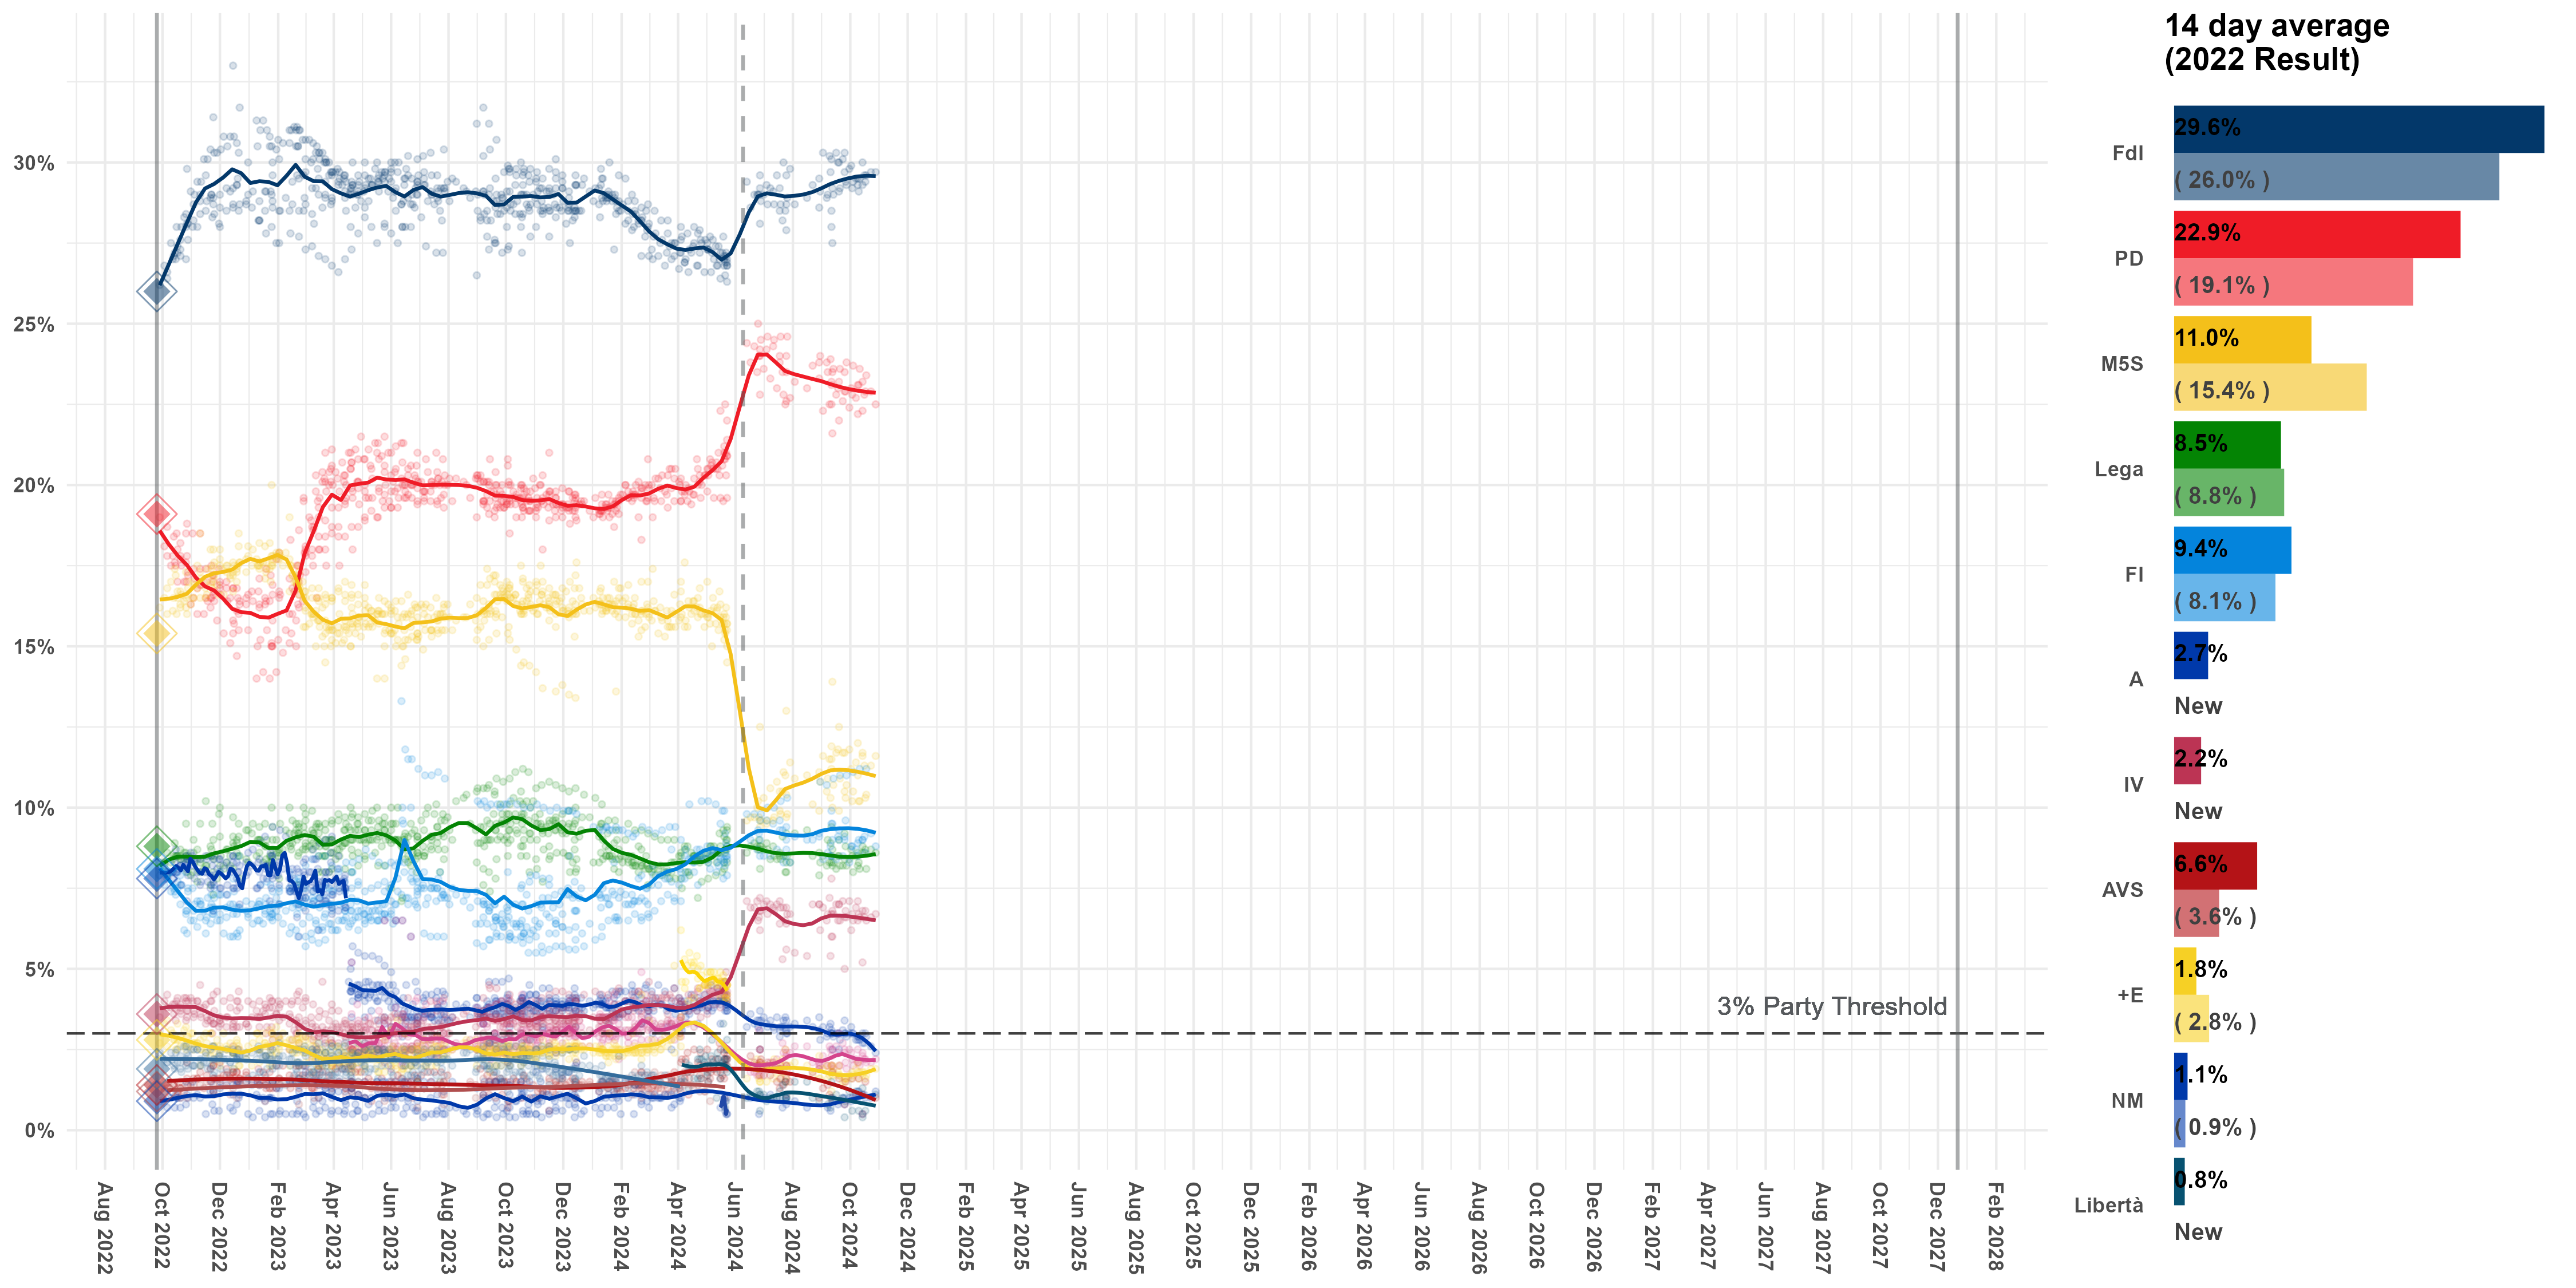 14 day average
(2022 Result)
30%
25%
20%
15%
10%
5%
0%
3% Party Threshold
Aug 2022
Oct 2022
Dec 2022
Feb 2023
Apr 2023
Jun 2023
Aug 2023
Oct 2023
Dec 2023
Feb 2024
Apr 2024
Jun 2024
Aug 2024
Oct 2024
Dec 2024
Feb 2025
Apr 2025
Jun 2025
Aug 2025
Oct 2025
Dec 2025
Feb 2026
Apr 2026
Jun 2026
Aug 2026
Oct 2026
Dec 2026
Feb 2027
Apr 2027
Jun 2027
Aug 2027
Oct 2027
Dec 2027
Feb 2028
FdI
29.6%
( 26.0% )
PD
22.9%
( 19.1% )
M5S
11.0%
( 15.4% )
Lega
8.5%
( 8.8% )
FI
9.4%
( 8.1% )
A
2.7%
New
IV
2.2%
New
AVS
6.6%
( 3.6% )
+E
1.8%
( 2.8% )
NM
1.1%
( 0.9% )
Libertà
0.8%
New